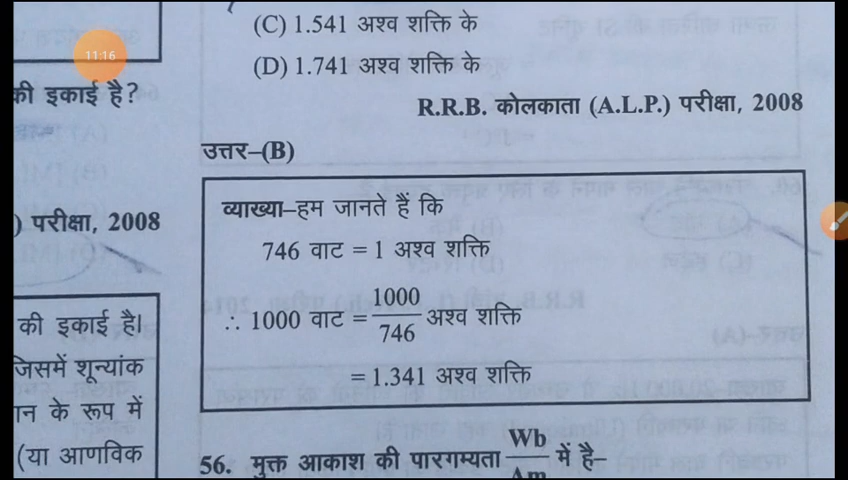 (C) 1.541 अश्व शक्ति के
(D) 1.741 अश्व शक्ति के
R.R.B. कोलकाता (A.L.P.) परीक्षा, 2008
उत्तर–(B)
व्याख्या–हम जानते हैं कि
746 वाट = 1 अश्व शक्ति
∴ 1000 वाट = 1000/746 अश्व शक्ति
= 1.341 अश्व शक्ति
56. मुक्त आकाश की पारगम्यता Wb/Am में है–
11:16
की इकाई है?
) परीक्षा, 2008
की इकाई है।
जिसमें शून्यांक
के रूप में
(या आणविक